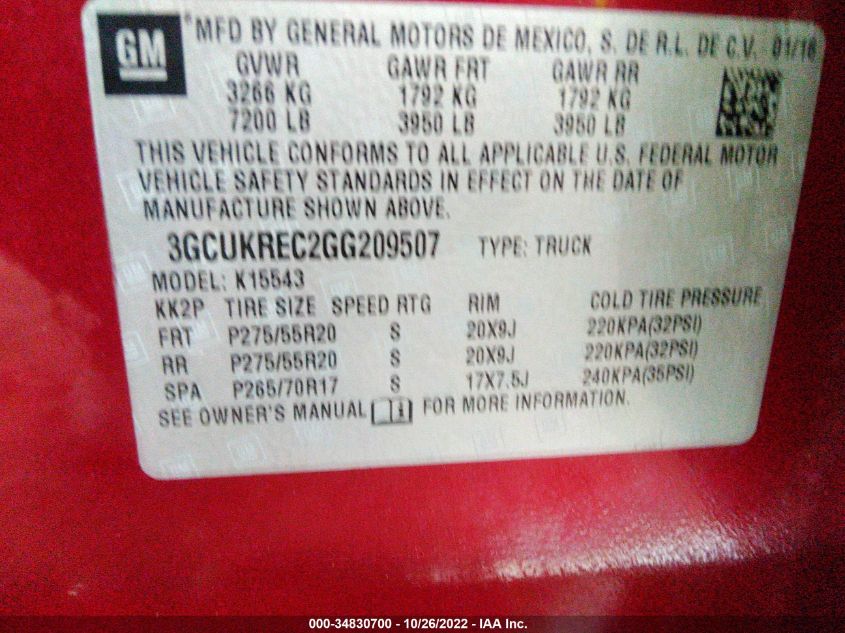 GM
MFD BY GENERAL MOTORS DE MEXICO, S. DE R.L. DE C.V. 01/16
GVWR GAWR FRT GAWR RR
3266 KG 1792 KG 1792 KG
7200 LB 3950 LB 3950 LB
THIS VEHICLE CONFORMS TO ALL APPLICABLE U.S. FEDERAL MOTOR
VEHICLE SAFETY STANDARDS IN EFFECT ON THE DATE OF
MANUFACTURE SHOWN ABOVE.
3GCUKREC2GG209507 TYPE: TRUCK
MODEL: K15543
KK2P TIRE SIZE SPEED RTG RIM COLD TIRE PRESSURE
FRT P275/55R20 S 20X9J 220KPA(32PSI)
RR P275/55R20 S 20X9J 220KPA(32PSI)
SPA P265/70R17 S 17X7.5J 240KPA(35PSI)
SEE OWNER'S MANUAL FOR MORE INFORMATION.
000-34830700 - 10/26/2022 - IAA Inc.